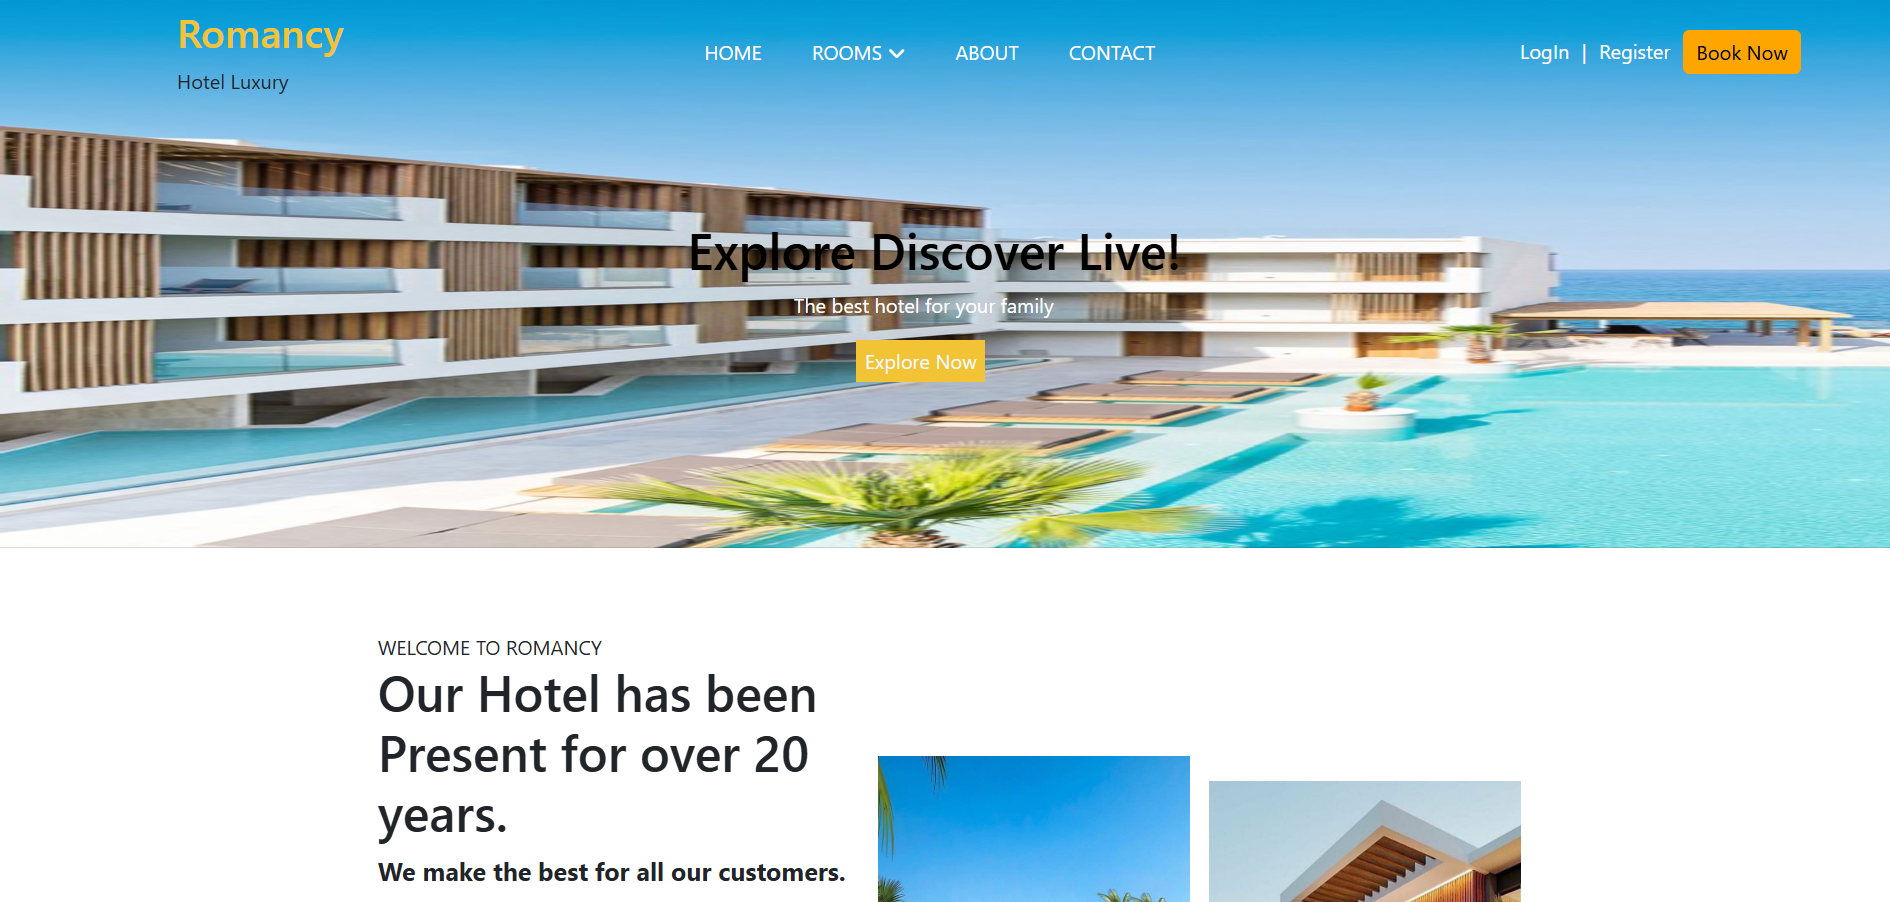 Romancy
Hotel Luxury
HOME ROOMS ABOUT CONTACT
LogIn | Register Book Now
Explore Discover Live!
The best hotel for your family
Explore Now
WELCOME TO ROMANCY
Our Hotel has been
Present for over 20
years.
We make the best for all our customers.